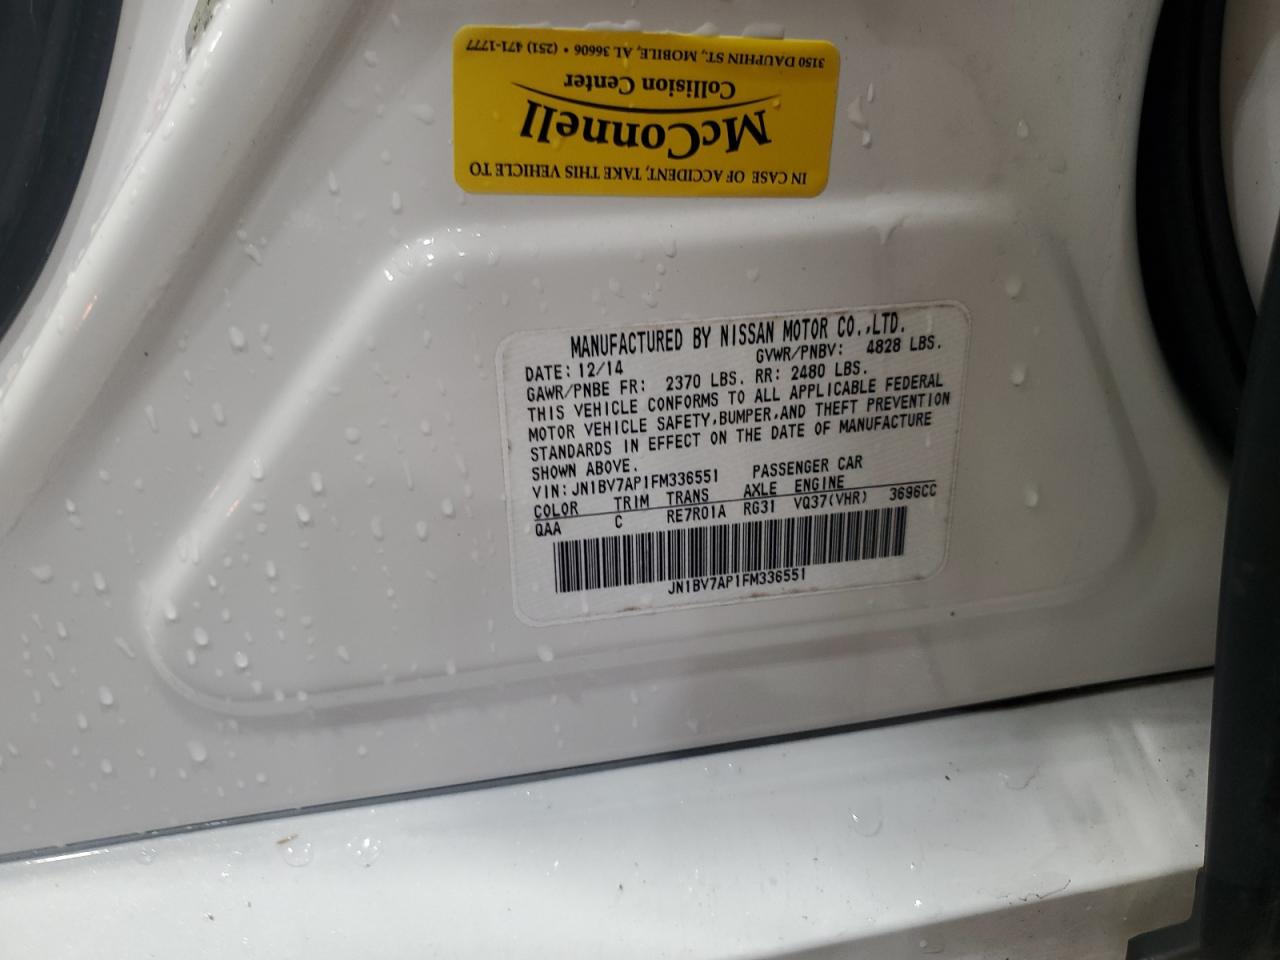 IN CASE OF ACCIDENT, TAKE THIS VEHICLE TO
McConnell
Collision Center
3150 DAUPHIN ST., MOBILE, AL 36606 • (251) 471-1777
MANUFACTURED BY NISSAN MOTOR CO.,LTD.
DATE: 12/14 GVWR/PNBV: 4828 LBS.
GAWR/PNBE FR: 2370 LBS. RR: 2480 LBS.
THIS VEHICLE CONFORMS TO ALL APPLICABLE FEDERAL
MOTOR VEHICLE SAFETY,BUMPER,AND THEFT PREVENTION
STANDARDS IN EFFECT ON THE DATE OF MANUFACTURE
SHOWN ABOVE.
VIN: JN1BV7AP1FM336551 PASSENGER CAR
COLOR TRIM TRANS AXLE ENGINE
QAA C RE7R01A RG31 VQ37(VHR) 3696CC
JN1BV7AP1FM336551